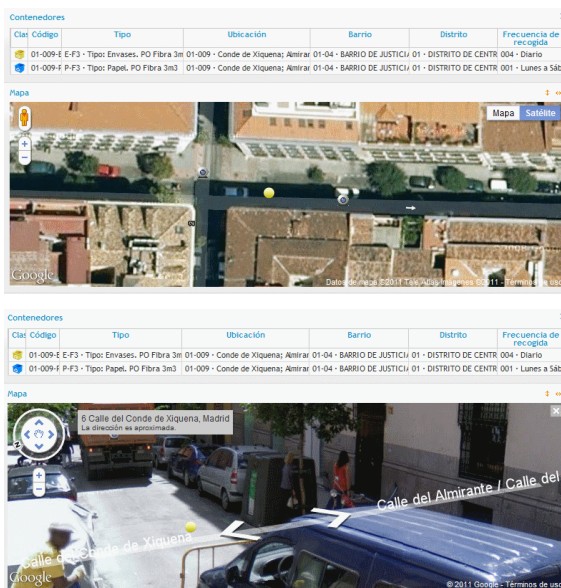 Contenedores
Clas Código Tipo Ubicación Barrio Distrito Frecuencia de recogida
01-009-E E-F3 - Tipo: Envases. PO Fibra 3m 01-009 - Conde de Xiquena; Almirar 01-04 - BARRIO DE JUSTICI 01 - DISTRITO DE CENTR 004 - Diario
01-009-F P-F3 - Tipo: Papel. PO Fibra 3m3 01-009 - Conde de Xiquena; Almirar 01-04 - BARRIO DE JUSTICI 01 - DISTRITO DE CENTR 001 - Lunes a Sáb
Mapa
Mapa Satélite
Google
Datos de mapa ©2011 Tele Atlas Imágenes ©2011 - Términos de uso
Contenedores
Clas Código Tipo Ubicación Barrio Distrito Frecuencia de recogida
01-009-E E-F3 - Tipo: Envases. PO Fibra 3m 01-009 - Conde de Xiquena; Almirar 01-04 - BARRIO DE JUSTICI 01 - DISTRITO DE CENTR 004 - Diario
01-009-F P-F3 - Tipo: Papel. PO Fibra 3m3 01-009 - Conde de Xiquena; Almirar 01-04 - BARRIO DE JUSTICI 01 - DISTRITO DE CENTR 001 - Lunes a Sáb
Mapa
6 Calle del Conde de Xiquena, Madrid
La dirección es aproximada.
N
Calle del Almirante / Calle del
Calle del Conde de Xiquena
Google
© 2011 Google - Términos de uso